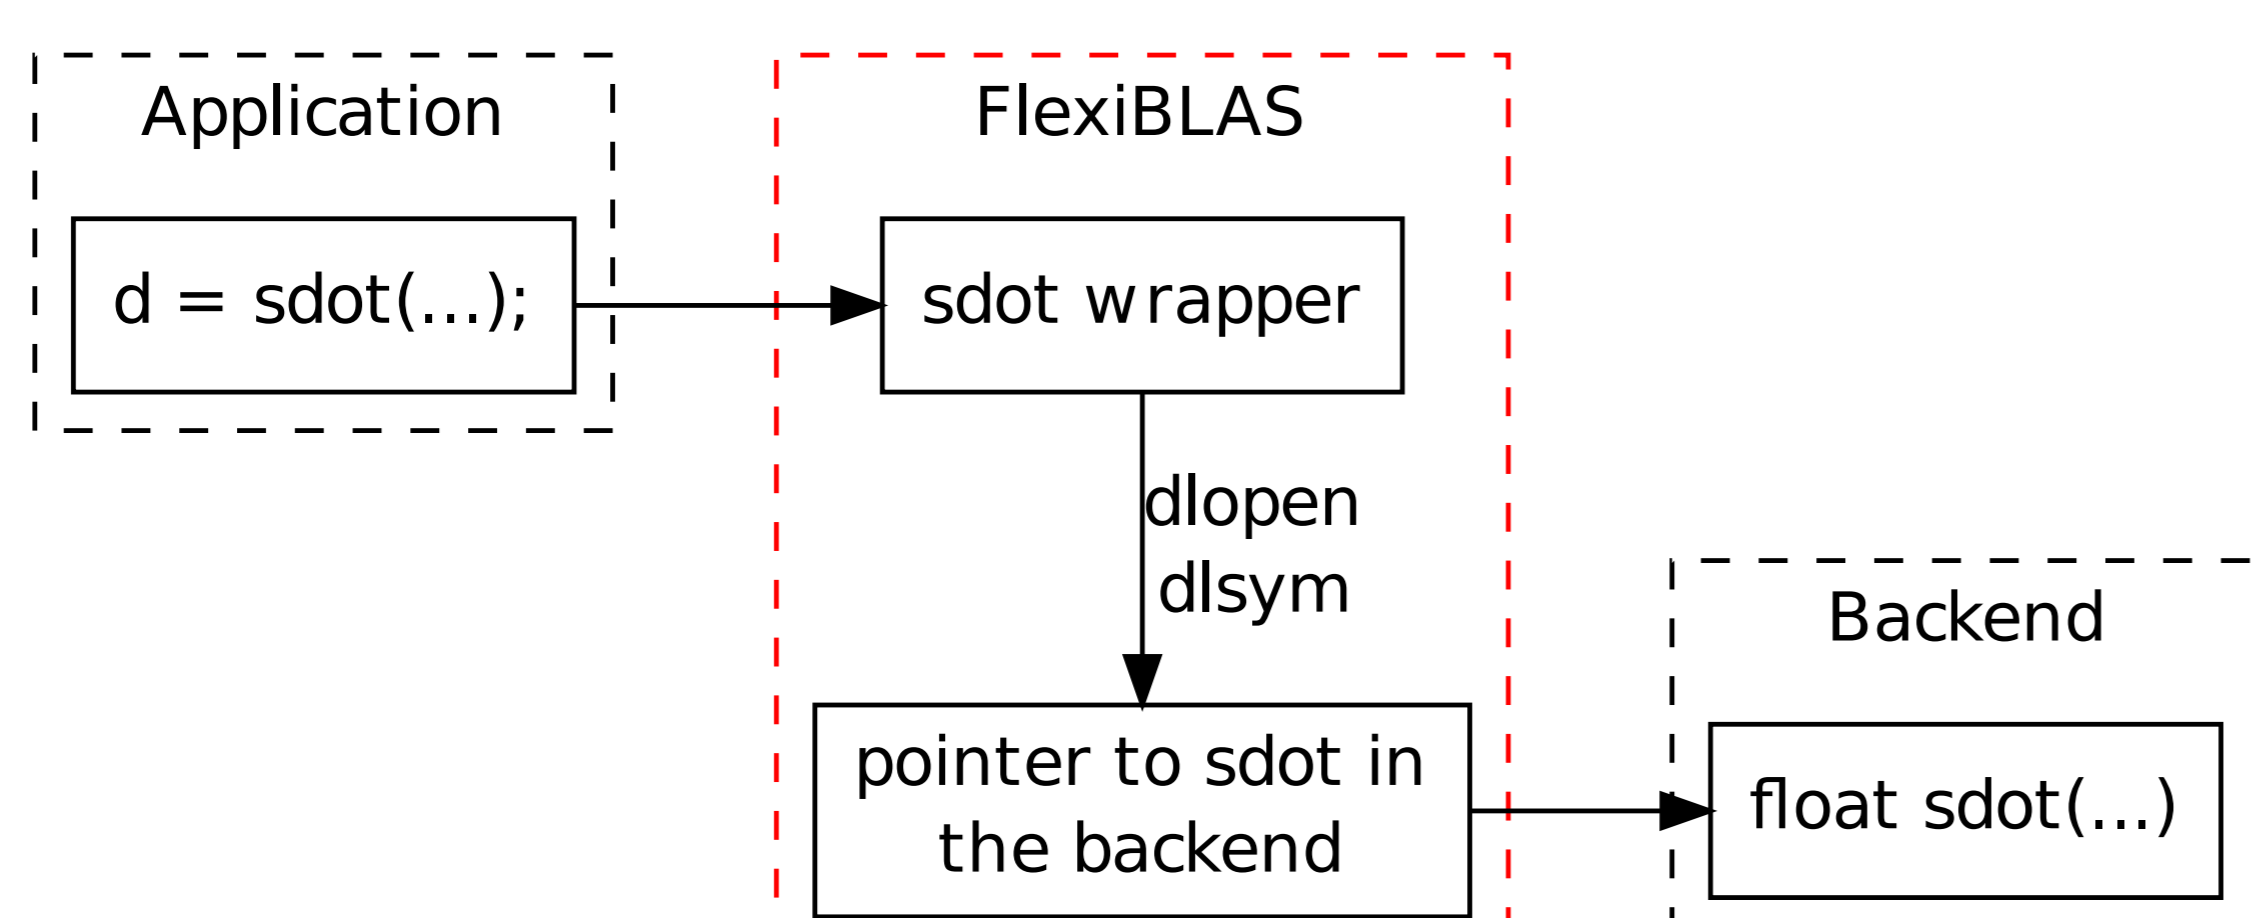 Application
d = sdot(...);
FlexiBLAS
sdot wrapper
dlopen
dlsym
pointer to sdot in
the backend
Backend
float sdot(...)